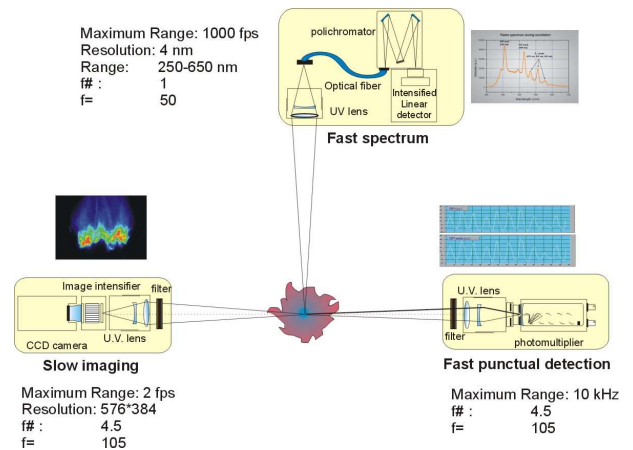 Maximum Range: 1000 fps
Resolution: 4 nm
Range: 250-650 nm
f# : 1
f= 50
polichromator
Optical fiber
Intensified
Linear
detector
UV lens
Fast spectrum
Image intensifier
filter
U.V. lens
CCD camera
Slow imaging
Maximum Range: 2 fps
Resolution: 576*384
f# : 4.5
f= 105
U.V. lens
filter
photomultiplier
Fast punctual detection
Maximum Range: 10 kHz
f# : 4.5
f= 105